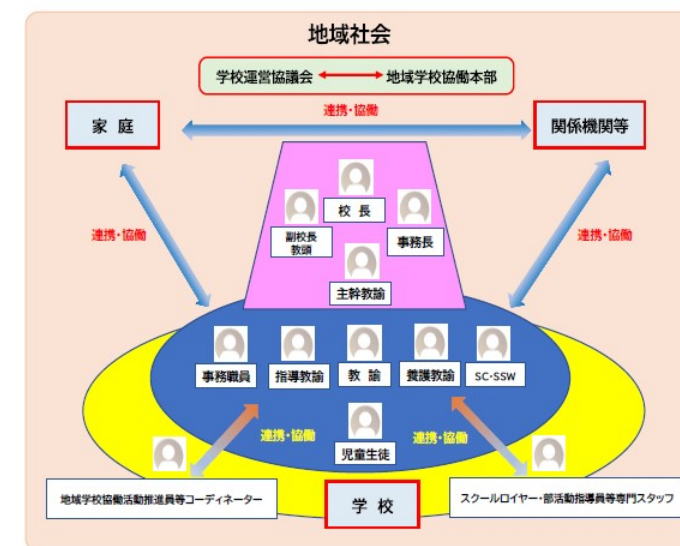 地域社会
学校運営協議会
地域学校協働本部
連携・協働
家 庭
関係機関等
校 長
副校長
教頭
事務長
連携・協働
連携・協働
主幹教諭
事務職員
指導教諭
教 諭
養護教諭
SC・SSW
連携・協働
連携・協働
児童生徒
地域学校協働活動推進員等コーディネーター
学 校
スクールロイヤー・部活動指導員等専門スタッフ